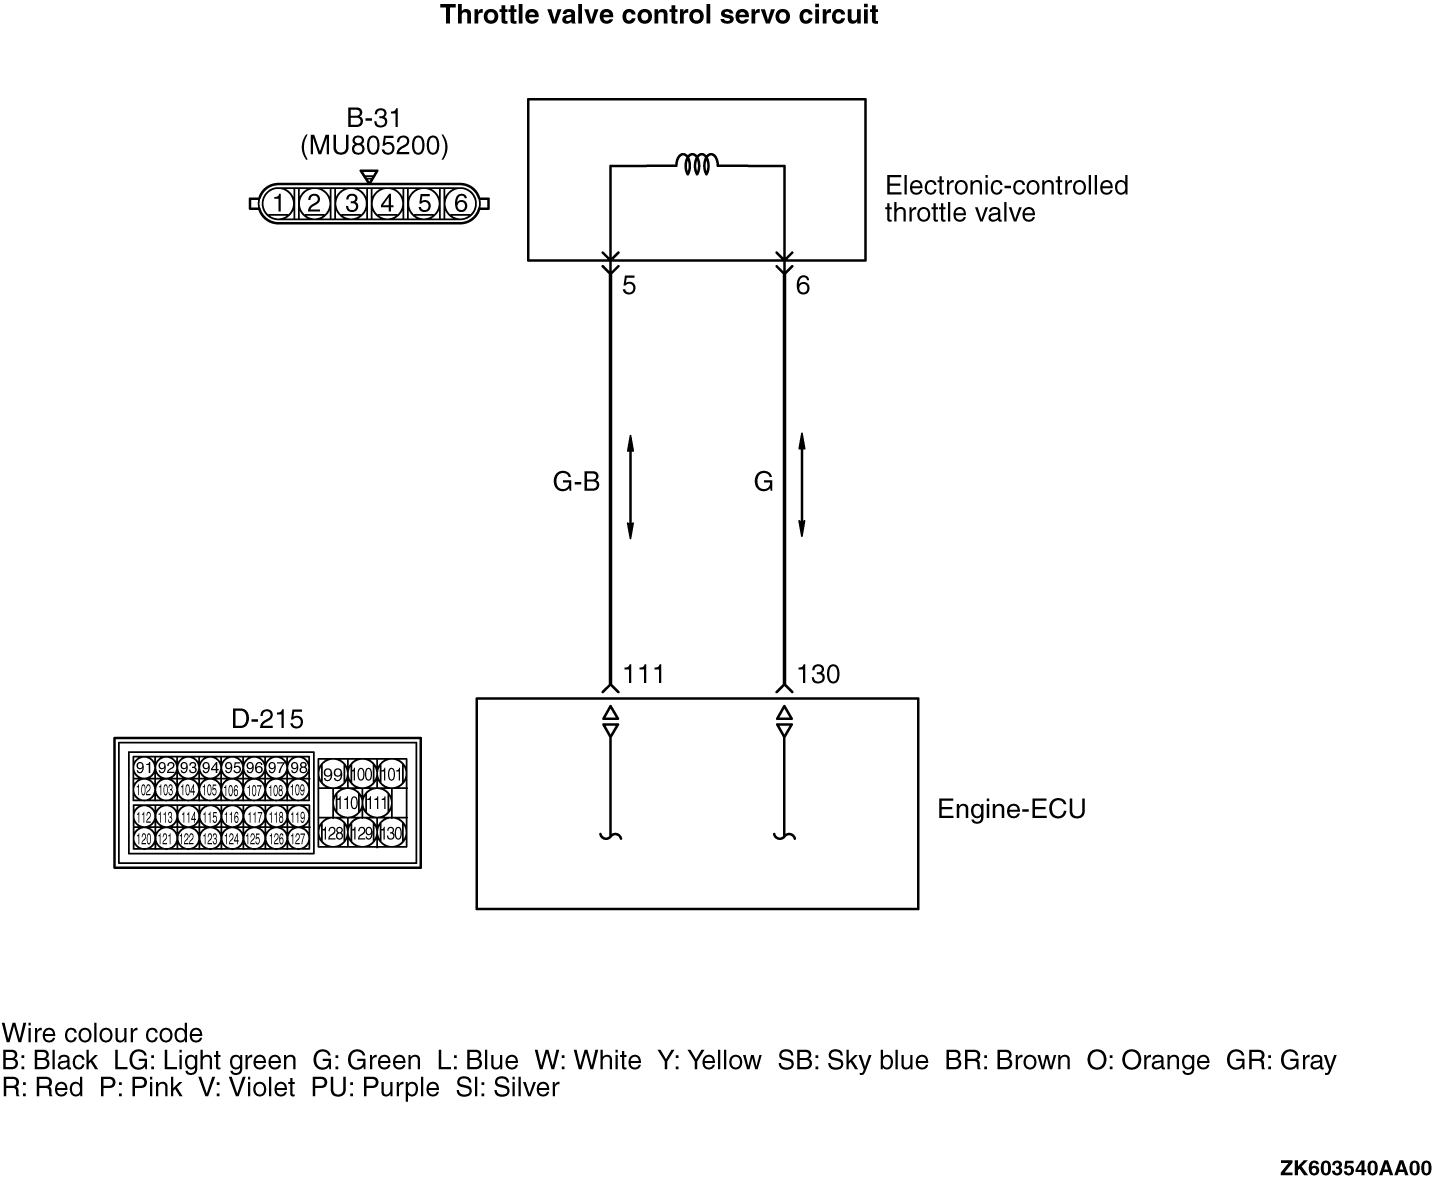 Throttle valve control servo circuit
B-31
(MU805200)
1 2 3 4 5 6
Electronic-controlled
throttle valve
5 6
G-B G
111 130
D-215
91 92 93 94 95 96 97 98 99 100 101
102 103 104 105 106 107 108 109 110 111
112 113 114 115 116 117 118 119
120 121 122 123 124 125 126 127 128 129 130
Engine-ECU
Wire colour code
B: Black LG: Light green G: Green L: Blue W: White Y: Yellow SB: Sky blue BR: Brown O: Orange GR: Gray
R: Red P: Pink V: Violet PU: Purple SI: Silver
ZK603540AA00